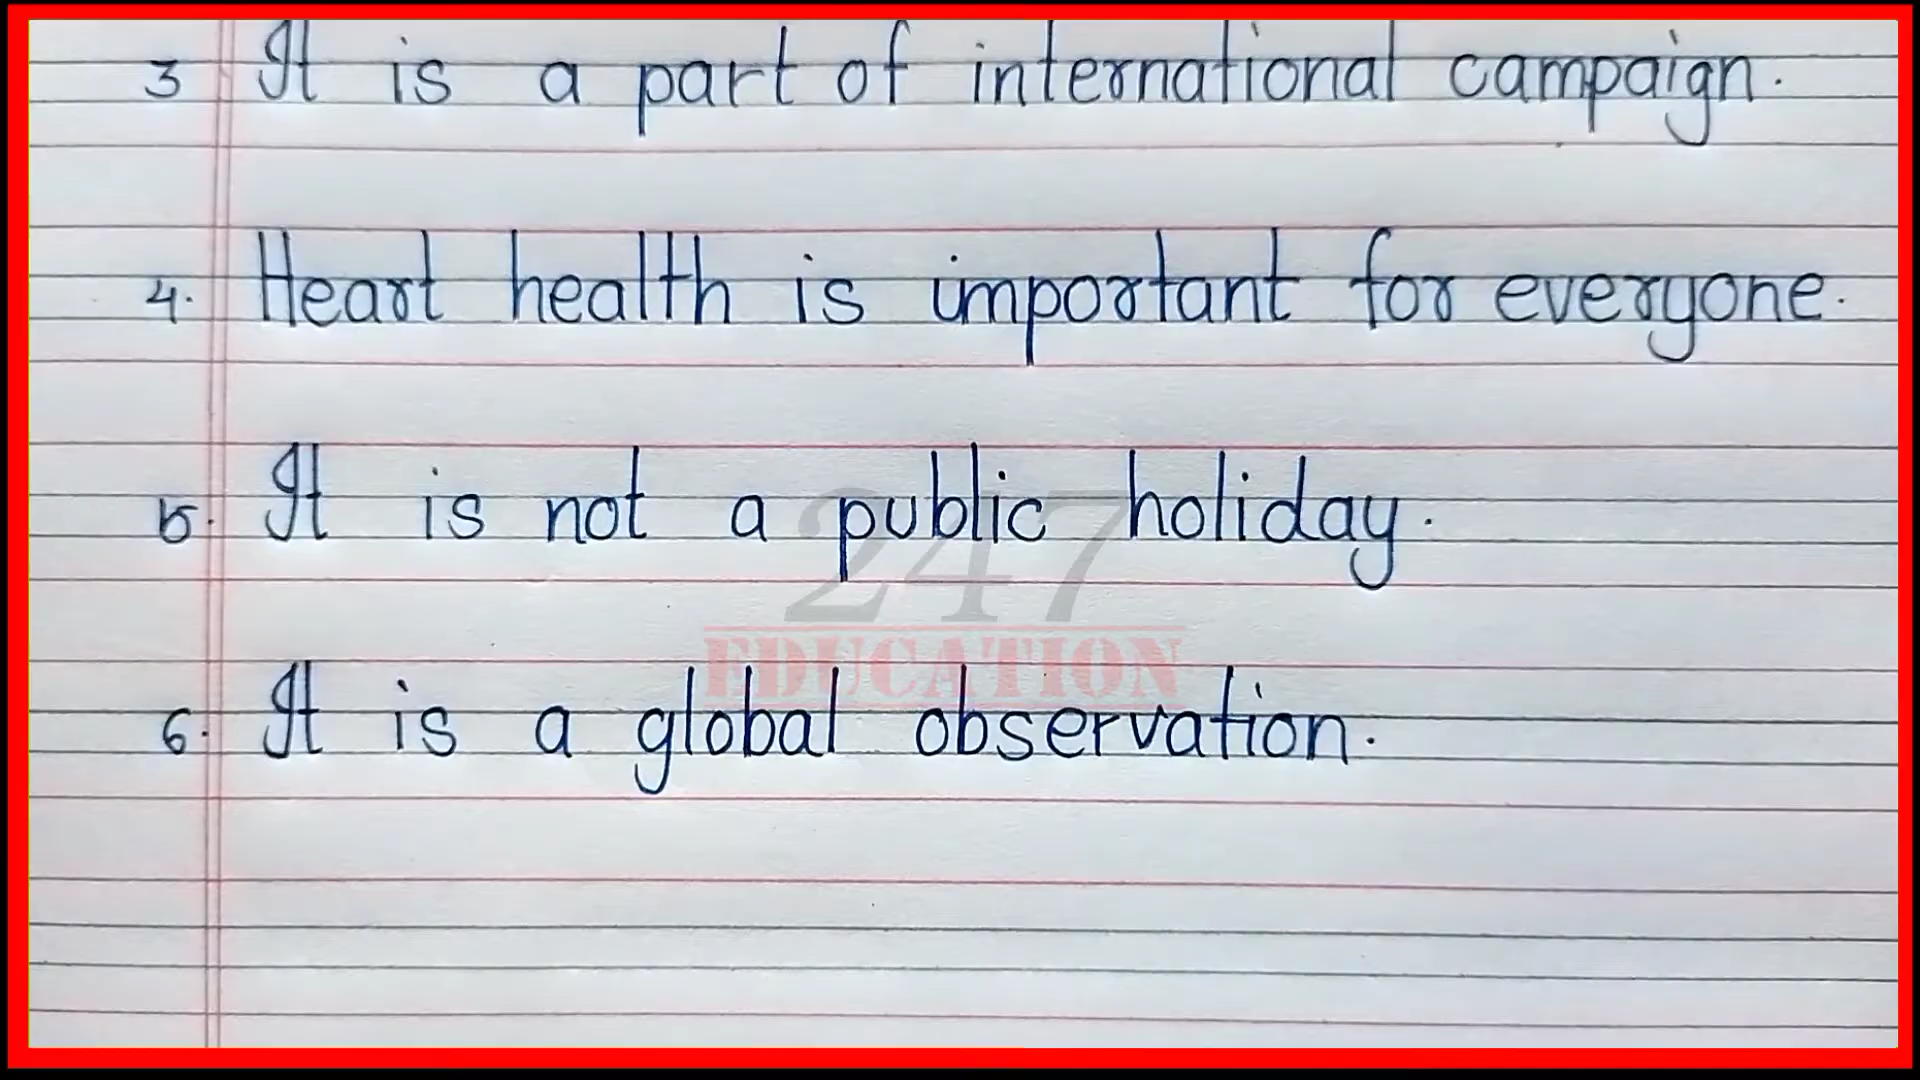 3 It is a part of international campaign.
4. Heart health is important for everyone.
5. It is not a public holiday.
247
EDUCATION
6. It is a global observation.